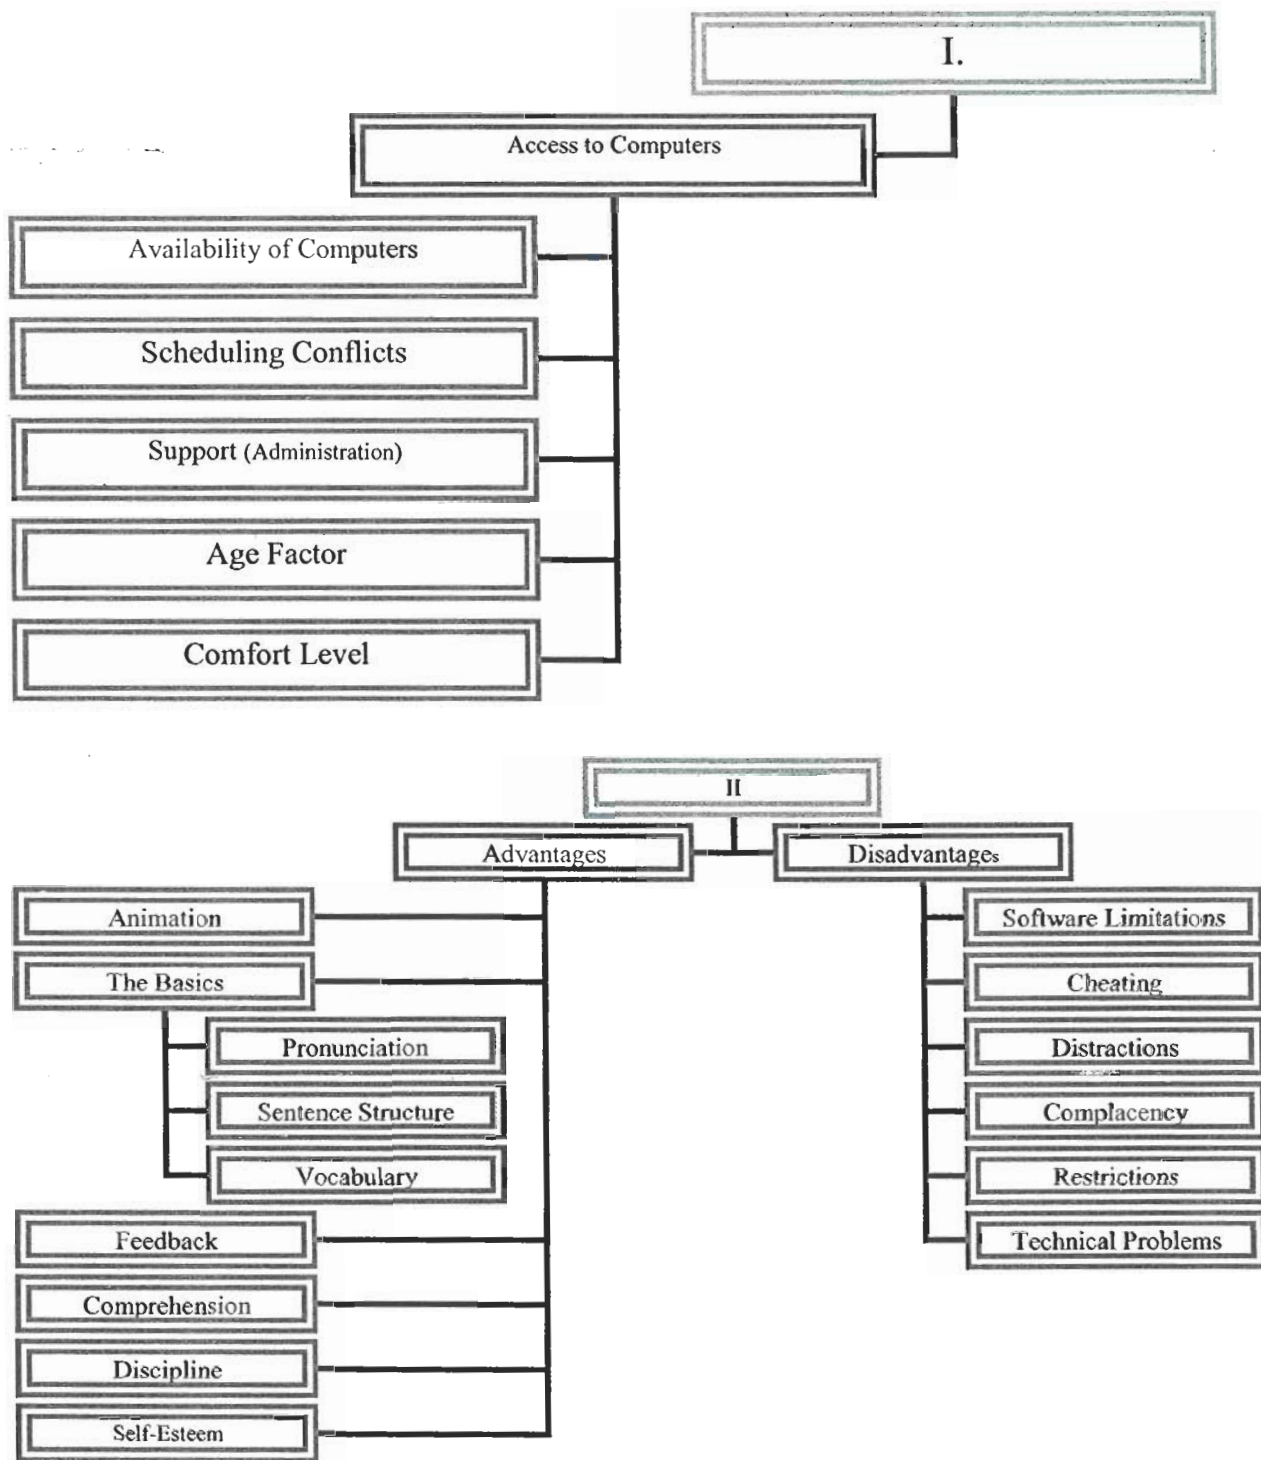 I.
Access to Computers
Availability of Computers
Scheduling Conflicts
Support (Administration)
Age Factor
Comfort Level
II
Advantages
Disadvantages
Animation
The Basics
Pronunciation
Sentence Structure
Vocabulary
Feedback
Comprehension
Discipline
Self-Esteem
Software Limitations
Cheating
Distractions
Complacency
Restrictions
Technical Problems